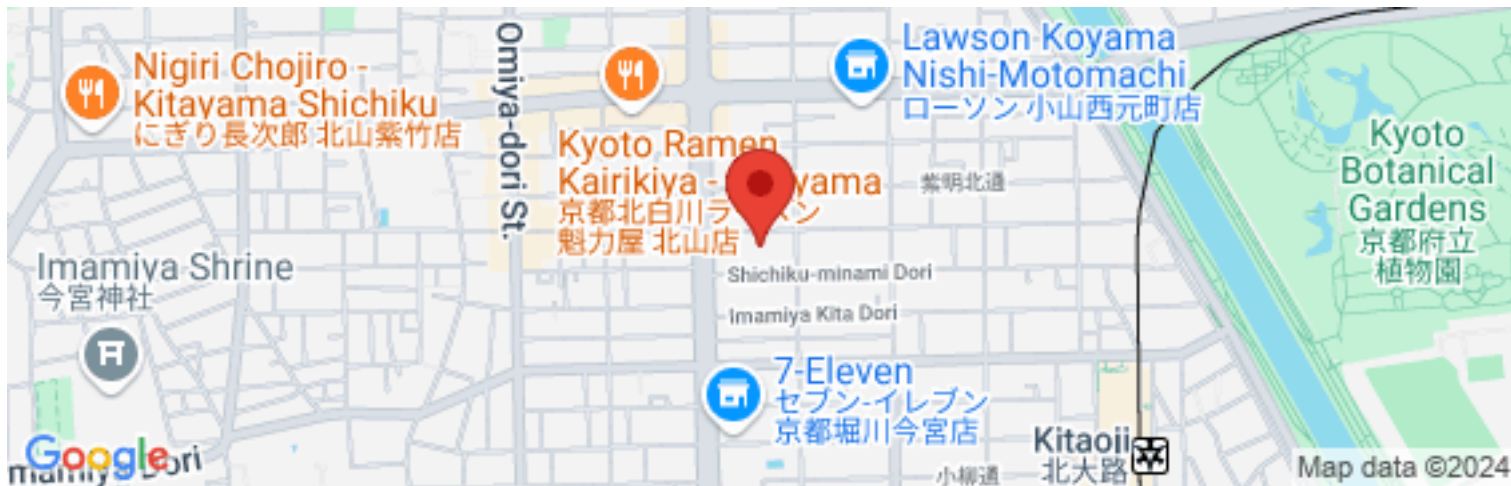 Nigiri Chojiro -
Kitayama Shichiku
にぎり長次郎 北山紫竹店
Omiya-dori St.
Kyoto Ramen
Kairikiya -
京都北白川ラ
魁力屋 北山店
Lawson Koyama
Nishi-Motomachi
ローソン 小山西元町店
紫明北通
Kyoto
Botanical
Gardens
京都府立
植物園
Imamiya Shrine
今宮神社
Shichiku-minami Dori
Imamiya Kita Dori
7-Eleven
セブン-イレブン
京都堀川今宮店
Kitaoji
北大路
小柳通
Google
Dori
Map data ©2024